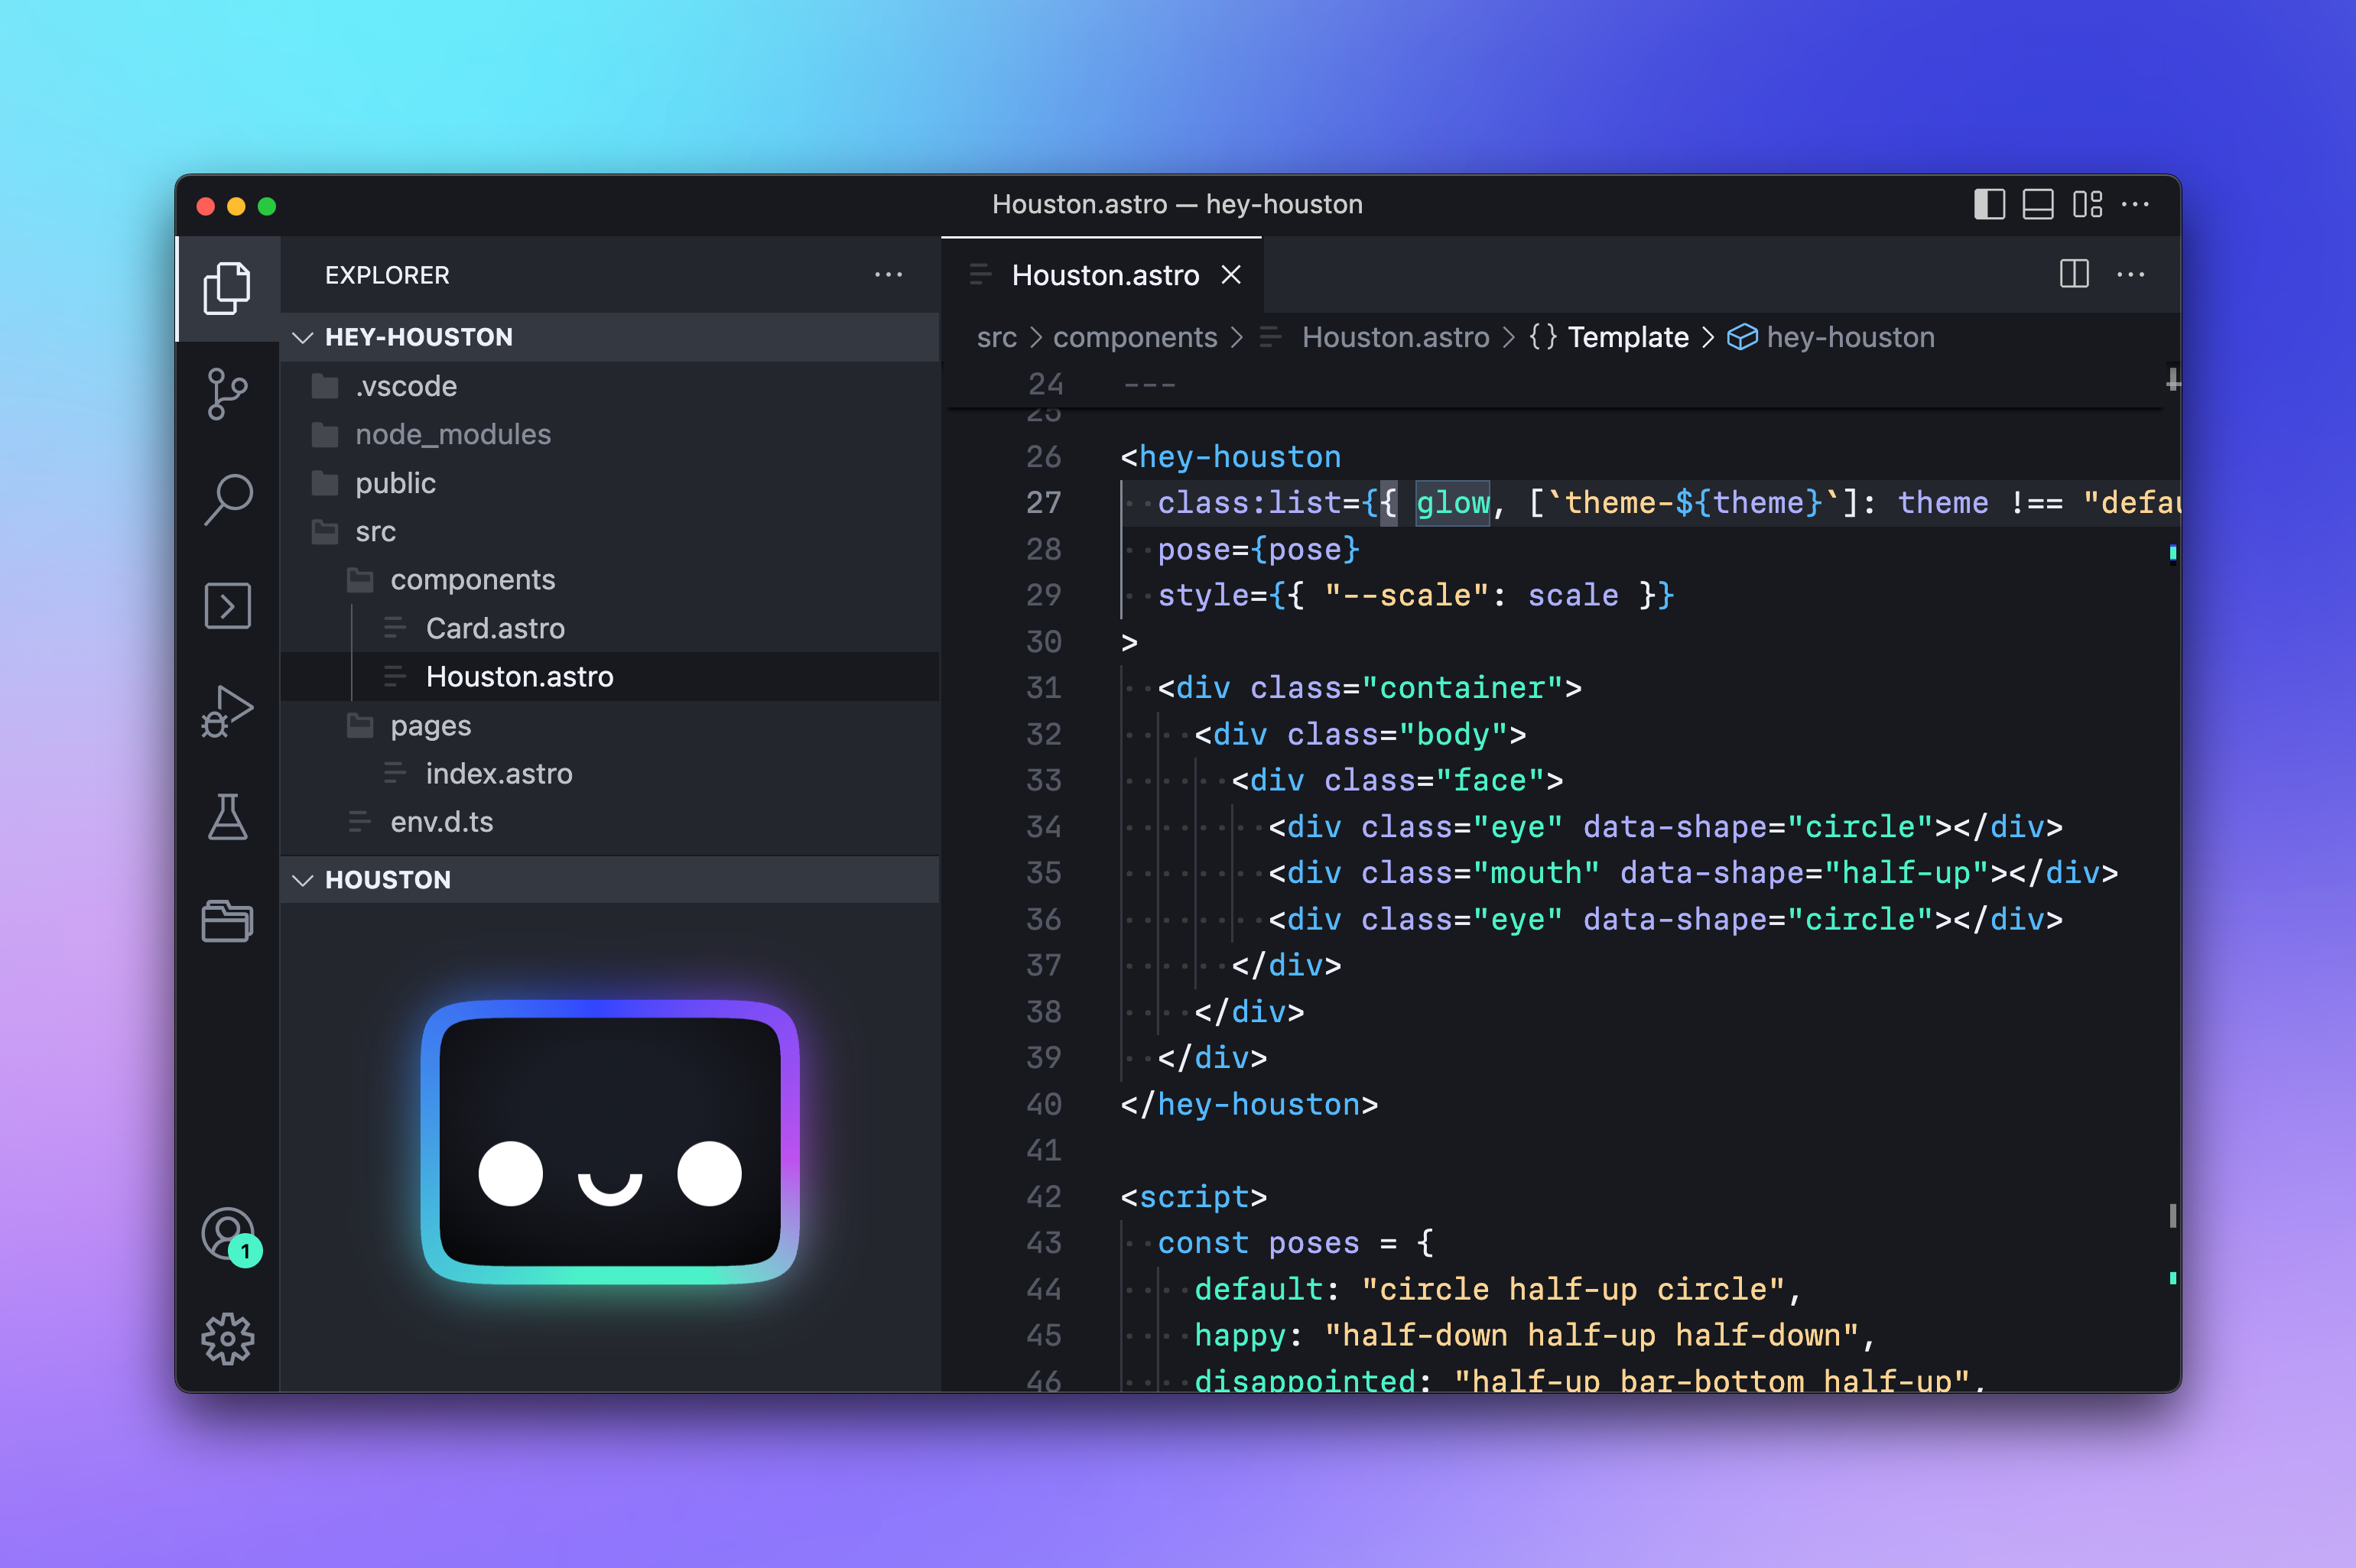 Houston.astro — hey-houston
EXPLORER
HEY-HOUSTON
.vscode
node_modules
public
src
components
Card.astro
Houston.astro
pages
index.astro
env.d.ts
HOUSTON
1
Houston.astro
src > components > Houston.astro > {} Template > hey-houston
24 ---
25
26 <hey-houston
27 class:list={{ glow, [`theme-${theme}`]: theme !== "defau
28 pose={pose}
29 style={{ "--scale": scale }}
30 >
31 <div class="container">
32 <div class="body">
33 <div class="face">
34 <div class="eye" data-shape="circle"></div>
35 <div class="mouth" data-shape="half-up"></div>
36 <div class="eye" data-shape="circle"></div>
37 </div>
38 </div>
39 </div>
40 </hey-houston>
41
42 <script>
43 const poses = {
44 default: "circle half-up circle",
45 happy: "half-down half-up half-down",
46 disappointed: "half-up bar-bottom half-up",